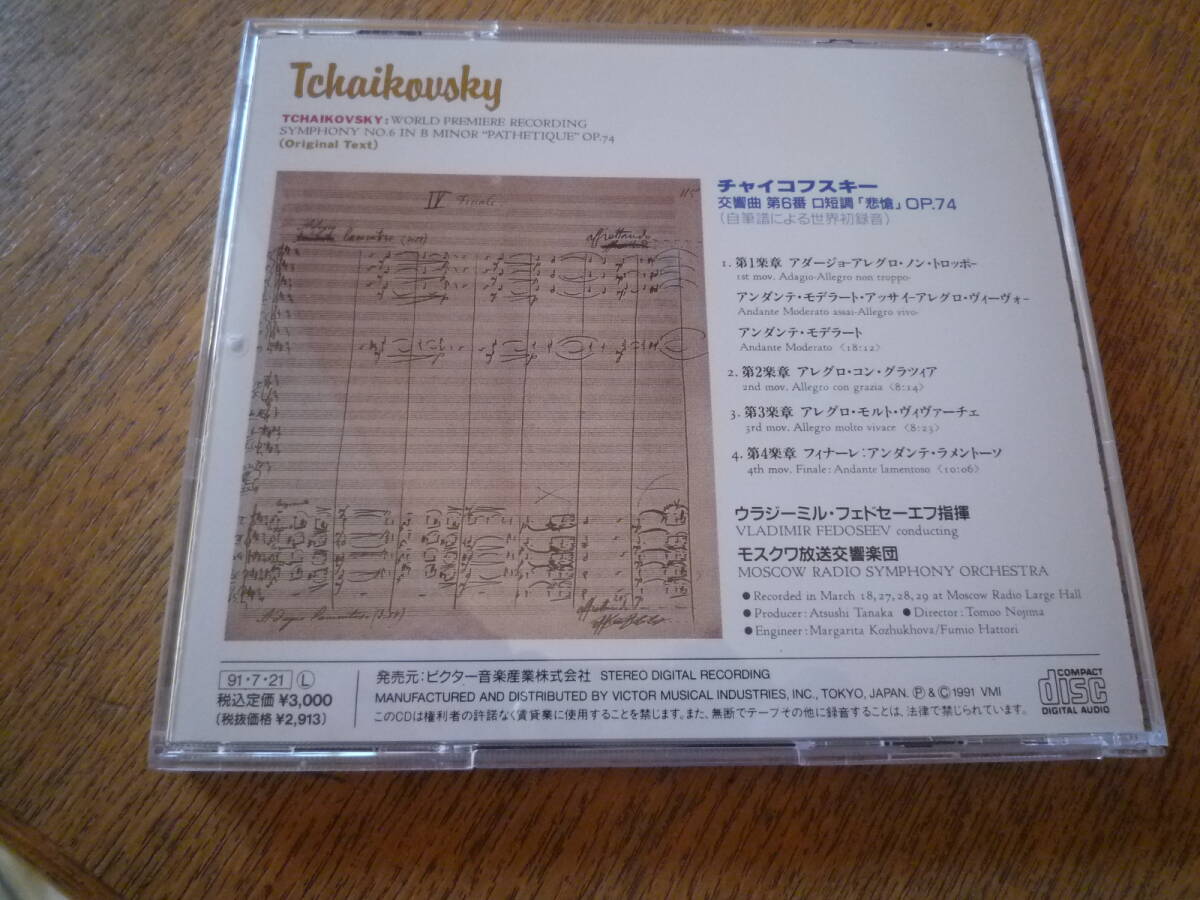 Tchaikovsky
TCHAIKOVSKY: WORLD PREMIERE RECORDING
SYMPHONY NO.6 IN B MINOR "PATHETIQUE" OP.74
(Original Text)
IV Finale
115
lamentoso
affrettando
チャイコフスキー
交響曲 第6番 ロ短調「悲愴」OP.74
(自筆譜による世界初録音)
1. 第1楽章 アダージョ-アレグロ・ノン・トロッポ-
1st mov. Adagio-Allegro non troppo-
アンダンテ・モデラート・アッサイ-アレグロ・ヴィーヴォ-
Andante Moderato assai-Allegro vivo-
アンダンテ・モデラート
Andante Moderato 〈18:12〉
2. 第2楽章 アレグロ・コン・グラツィア
2nd mov. Allegro con grazia 〈8:14〉
3. 第3楽章 アレグロ・モルト・ヴィヴァーチェ
3rd mov. Allegro molto vivace 〈8:23〉
4. 第4楽章 フィナーレ:アンダンテ・ラメントーソ
4th mov. Finale: Andante lamentoso 〈10:06〉
ウラジーミル・フェドセーエフ指揮
VLADIMIR FEDOSEEV conducting
モスクワ放送交響楽団
MOSCOW RADIO SYMPHONY ORCHESTRA
●Recorded in March 18, 27, 28, 29 at Moscow Radio Large Hall
●Producer: Atsushi Tanaka ●Director: Tomoo Nojima
●Engineer: Margarita Kozhukhova/Fumio Hattori
91・7・21 Ⓛ
税込定価 ¥3,000
(税抜価格 ¥2,913)
発売元:ビクター音楽産業株式会社 STEREO DIGITAL RECORDING
MANUFACTURED AND DISTRIBUTED BY VICTOR MUSICAL INDUSTRIES, INC., TOKYO, JAPAN. Ⓟ & © 1991 VMI
このCDは権利者の許諾なく賃貸業に使用することを禁じます。また、無断でテープその他に録音することは、法律で禁じられています。
COMPACT
disc
DIGITAL AUDIO